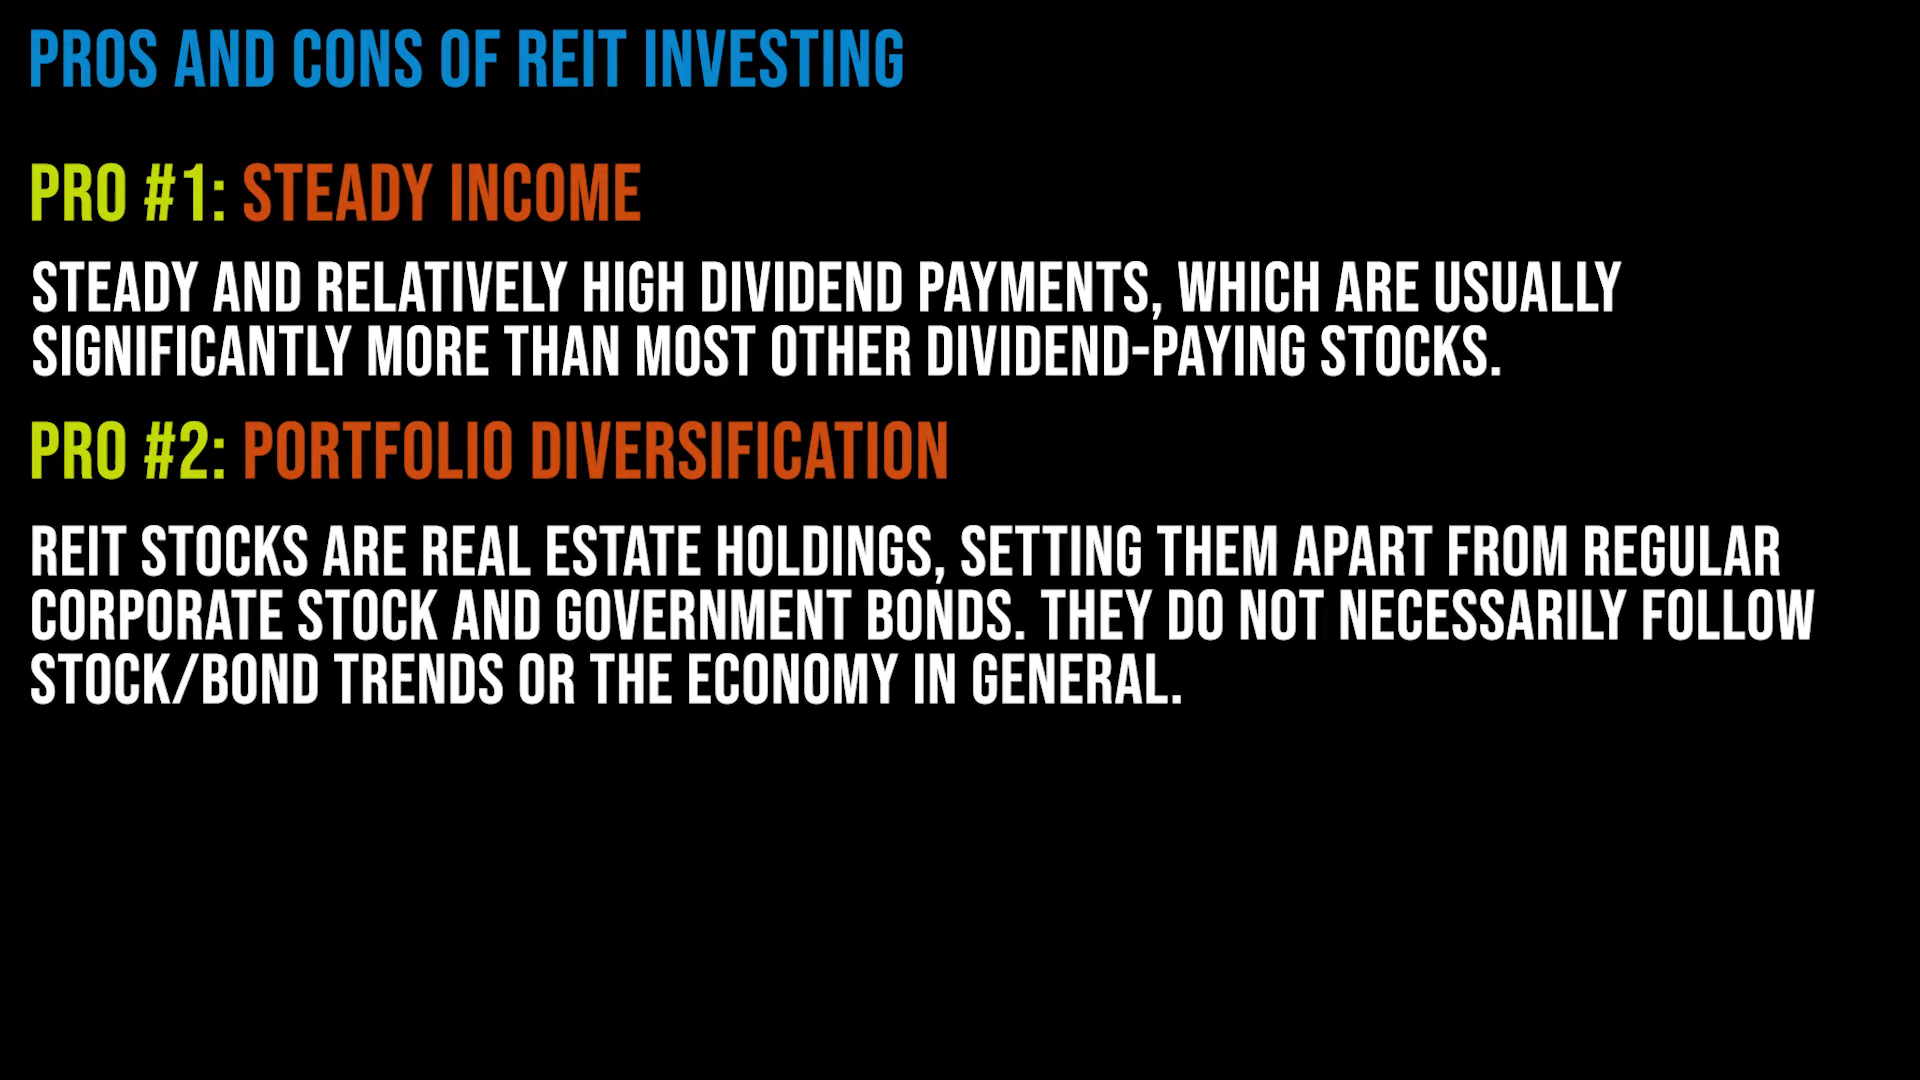 PROS AND CONS OF REIT INVESTING
PRO #1: STEADY INCOME
STEADY AND RELATIVELY HIGH DIVIDEND PAYMENTS, WHICH ARE USUALLY
SIGNIFICANTLY MORE THAN MOST OTHER DIVIDEND-PAYING STOCKS.
PRO #2: PORTFOLIO DIVERSIFICATION
REIT STOCKS ARE REAL ESTATE HOLDINGS, SETTING THEM APART FROM REGULAR
CORPORATE STOCK AND GOVERNMENT BONDS. THEY DO NOT NECESSARILY FOLLOW
STOCK/BOND TRENDS OR THE ECONOMY IN GENERAL.